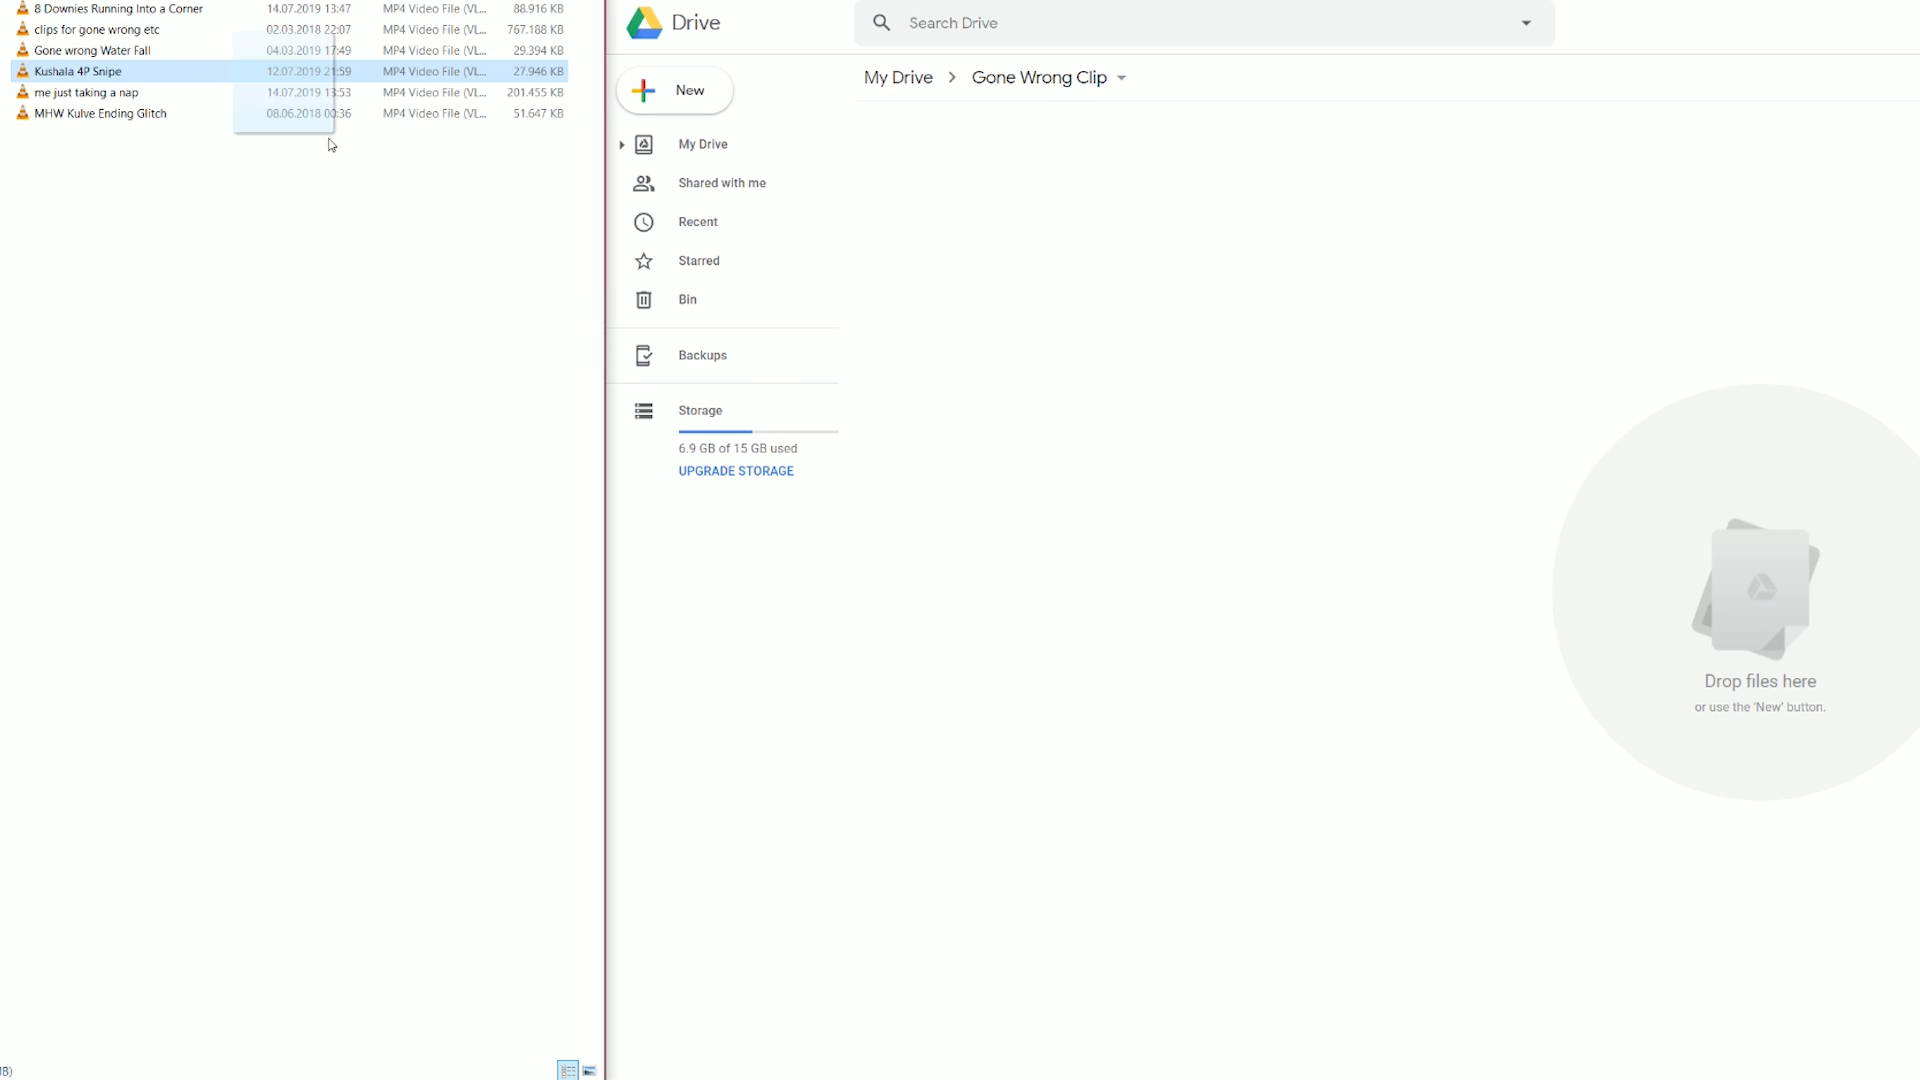 8 Downies Running Into a Corner 14.07.2019 13:47 MP4 Video File (VL... 88.916 KB
clips for gone wrong etc 02.03.2018 22:07 MP4 Video File (VL... 767.188 KB
Gone wrong Water Fall 04.03.2019 17:49 MP4 Video File (VL... 29.394 KB
Kushala 4P Snipe 12.07.2019 21:59 MP4 Video File (VL... 27.946 KB
me just taking a nap 14.07.2019 13:53 MP4 Video File (VL... 201.455 KB
MHW Kulve Ending Glitch 08.06.2018 00:36 MP4 Video File (VL... 51.647 KB
Drive
Search Drive
New
My Drive > Gone Wrong Clip
My Drive
Shared with me
Recent
Starred
Bin
Backups
Storage
6.9 GB of 15 GB used
UPGRADE STORAGE
Drop files here
or use the 'New' button.